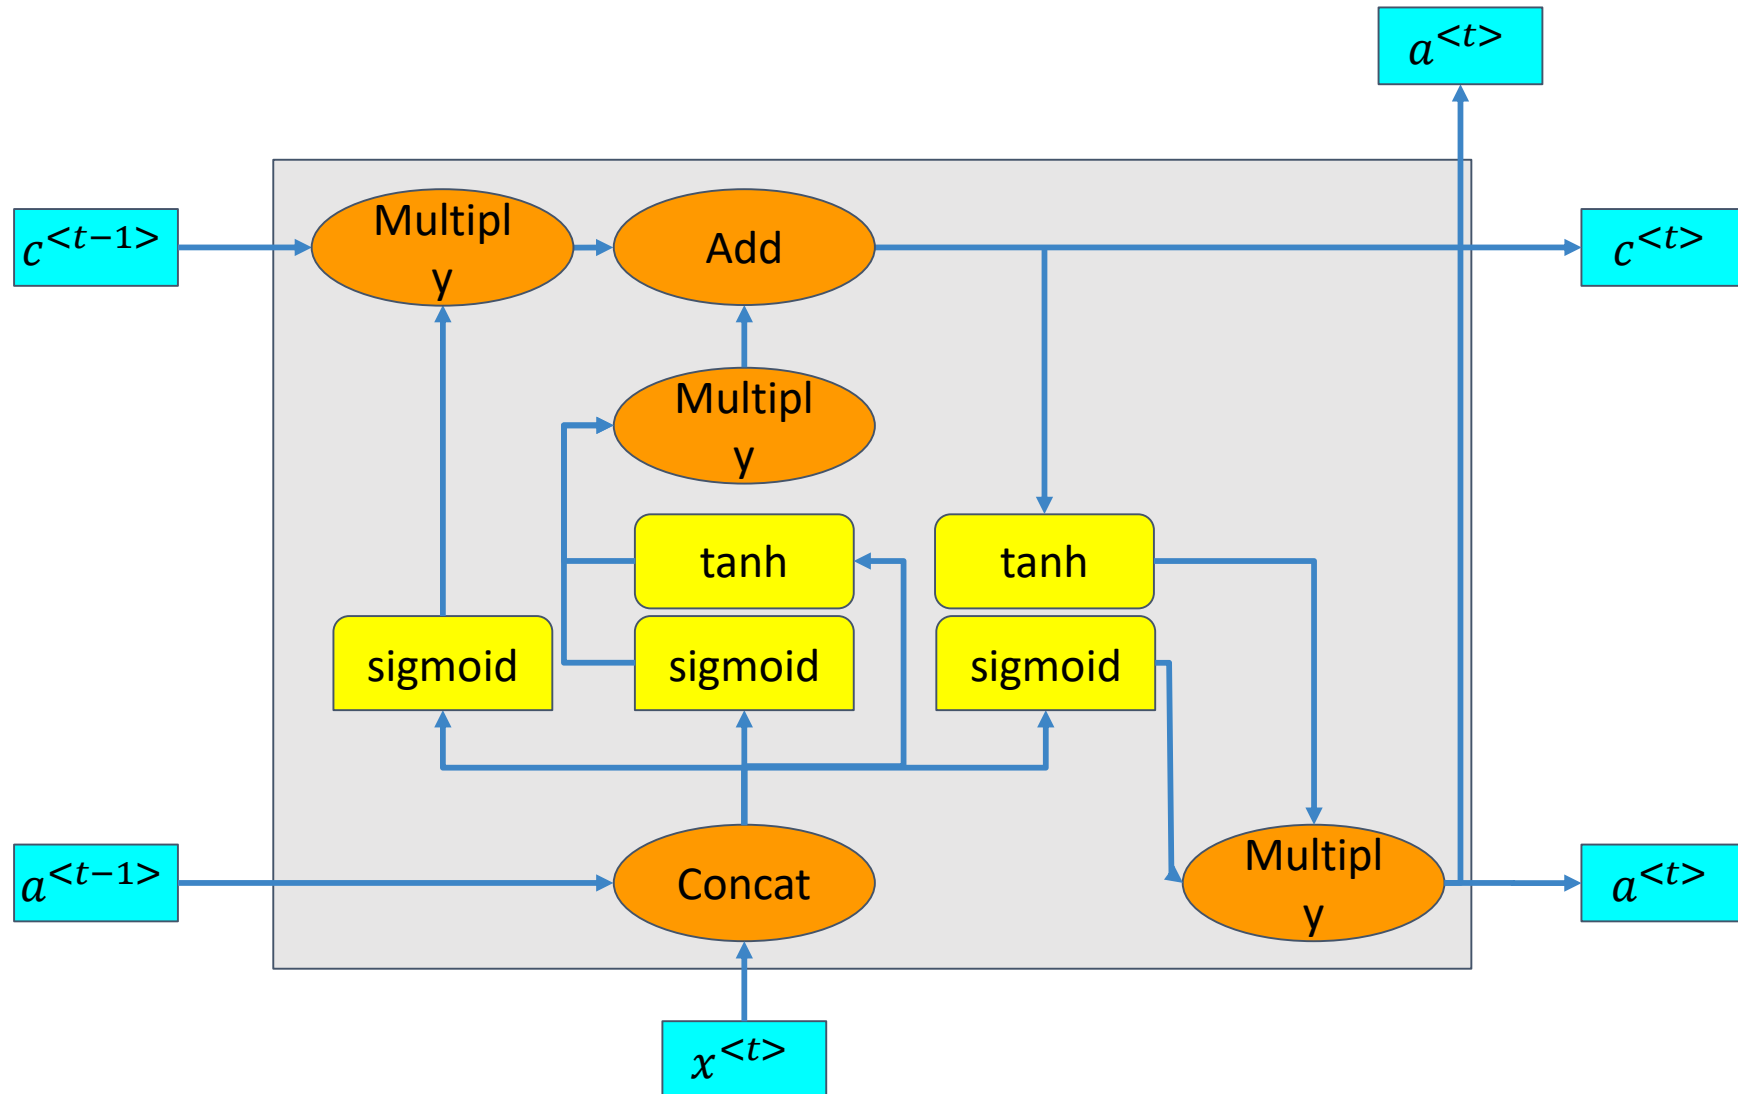 a<t>
Multipl
y
Add
c<t-1>
c<t>
Multipl
y
tanh
tanh
sigmoid
sigmoid
sigmoid
a<t-1>
Concat
Multipl
y
a<t>
x<t>